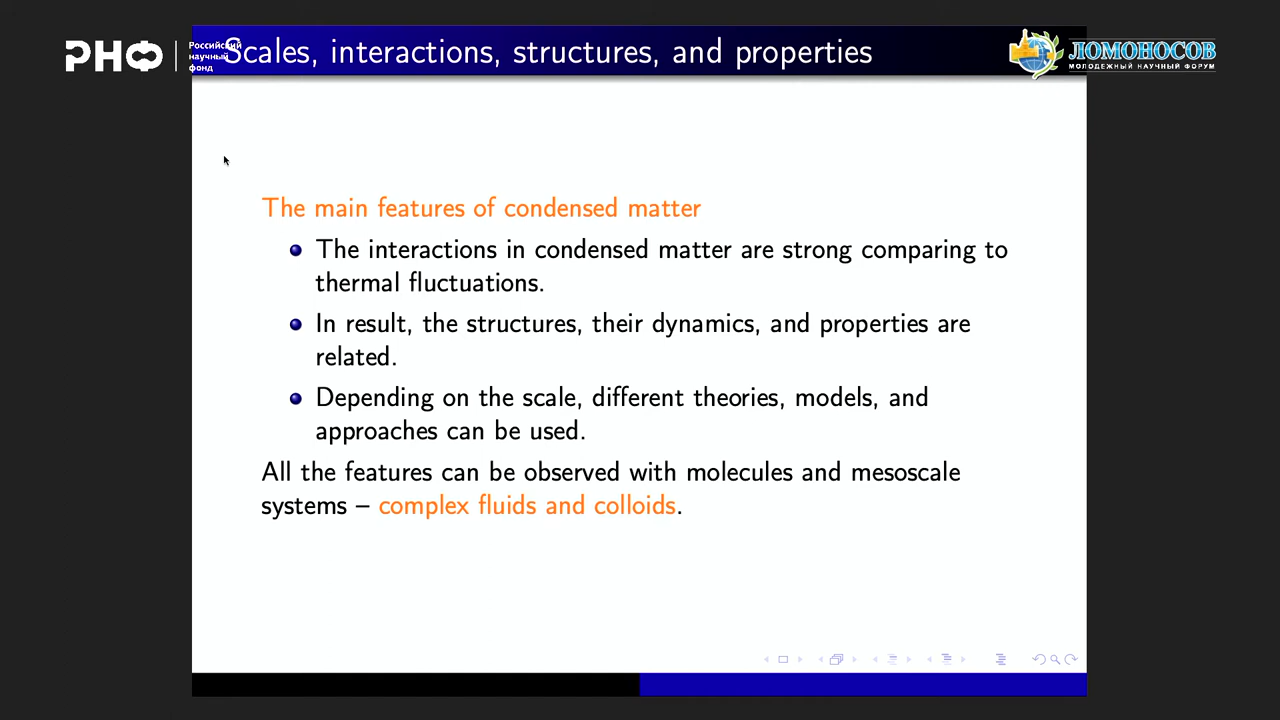 РНФ
Российский
научный
фонд
Scales, interactions, structures, and properties
ЛОМОНОСОВ
МОЛОДЕЖНЫЙ НАУЧНЫЙ ФОРУМ
The main features of condensed matter
The interactions in condensed matter are strong comparing to
thermal fluctuations.
In result, the structures, their dynamics, and properties are
related.
Depending on the scale, different theories, models, and
approaches can be used.
All the features can be observed with molecules and mesoscale
systems – complex fluids and colloids.